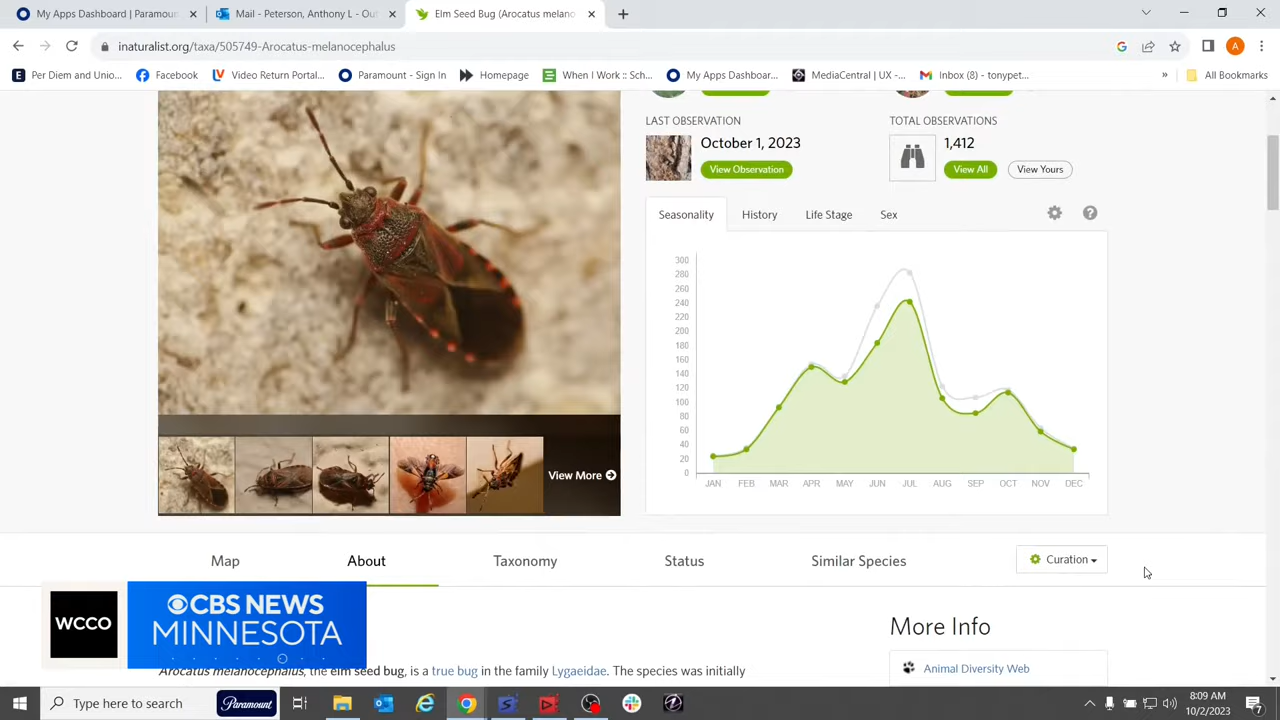 My Apps Dashboard | Paramoun
Mail - Peterson, Anthony L - Out
Elm Seed Bug (Arocatus melano
inaturalist.org/taxa/505749-Arocatus-melanocephalus
A
Per Diem and Unio...
Facebook
Video Return Portal...
Paramount - Sign In
Homepage
When I Work :: Sch...
My Apps Dashboar...
MediaCentral | UX -...
Inbox (8) - tonypet...
»
All Bookmarks
LAST OBSERVATION
October 1, 2023
View Observation
TOTAL OBSERVATIONS
1,412
View All
View Yours
Seasonality
History
Life Stage
Sex
300
280
260
240
220
200
180
160
140
120
100
80
60
40
20
0
JAN FEB MAR APR MAY JUN JUL AUG SEP OCT NOV DEC
View More
Map
About
Taxonomy
Status
Similar Species
Curation
WCCO
CBS NEWS
MINNESOTA
More Info
Animal Diversity Web
Arocatus melanocephalus, the elm seed bug, is a true bug in the family Lygaeidae. The species was initially
Type here to search
Paramount
8:09 AM
10/2/2023
7